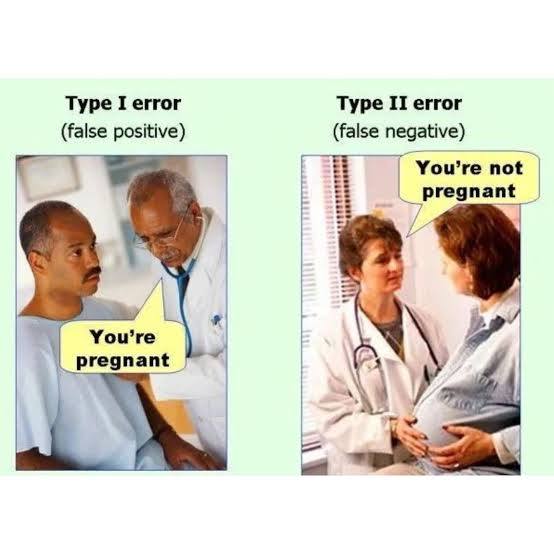 Type I error
(false positive)
Type II error
(false negative)
You're
pregnant
You're not
pregnant